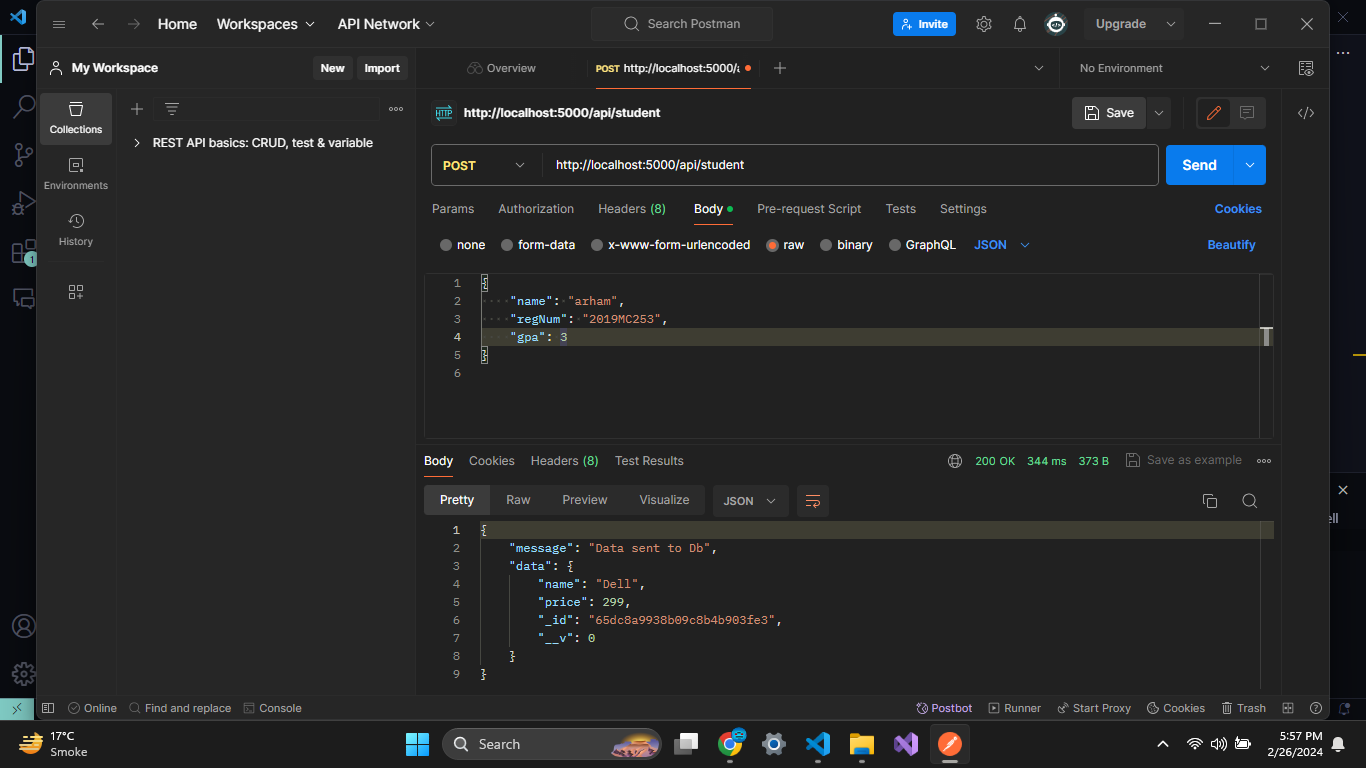 Home Workspaces API Network Search Postman Invite Upgrade
My Workspace New Import Overview POST http://localhost:5000/a No Environment
Collections
Environments
History
REST API basics: CRUD, test & variable
HTTP http://localhost:5000/api/student Save
POST http://localhost:5000/api/student Send
Params Authorization Headers (8) Body Pre-request Script Tests Settings Cookies
none form-data x-www-form-urlencoded raw binary GraphQL JSON Beautify
1 {
2 "name": "arham",
3 "regNum": "2019MC253",
4 "gpa": 3
5 }
6
Body Cookies Headers (8) Test Results 200 OK 344 ms 373 B Save as example
Pretty Raw Preview Visualize JSON
1 {
2 "message": "Data sent to Db",
3 "data": {
4 "name": "Dell",
5 "price": 299,
6 "_id": "65dc8a9938b09c8b4b903fe3",
7 "__v": 0
8 }
9 }
ell
1
Online Find and replace Console Postbot Runner Start Proxy Cookies Trash
17°C
Smoke
Search
5:57 PM
2/26/2024